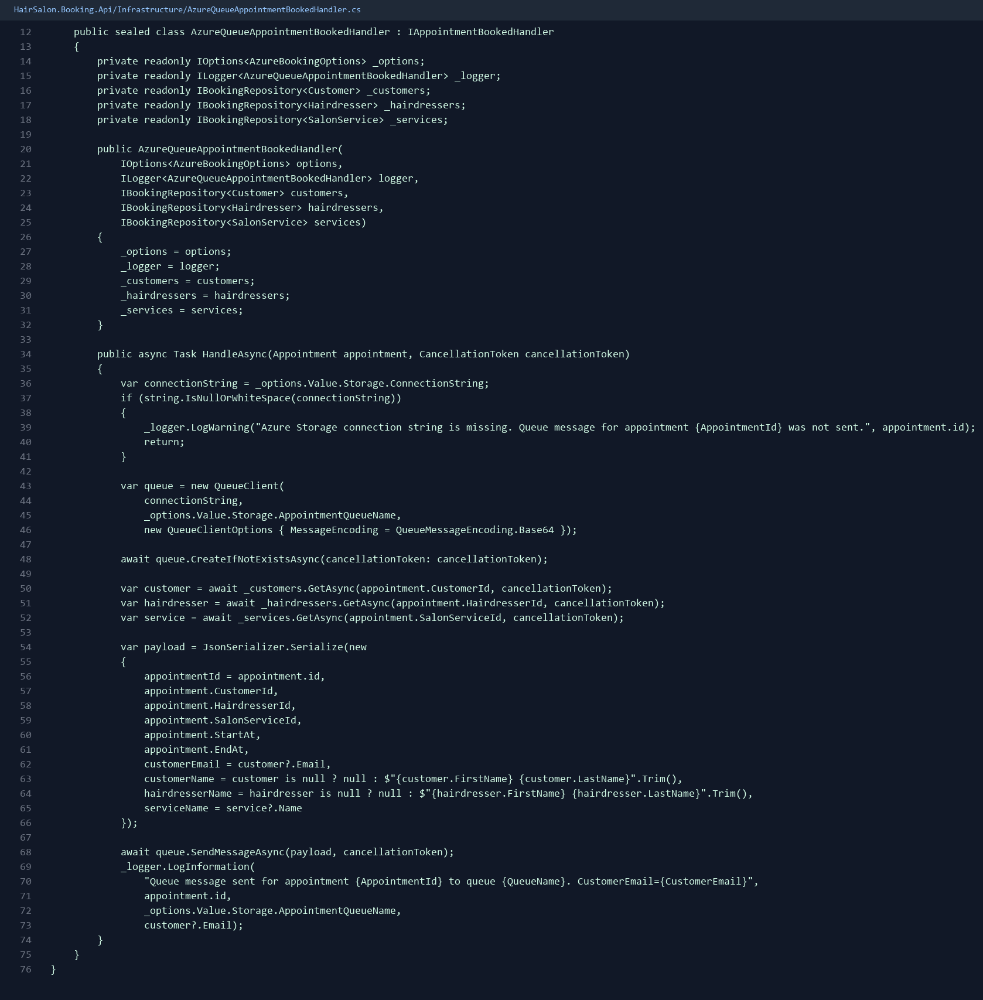 HairSalon.Booking.Api/Infrastructure/AzureQueueAppointmentBookedHandler.cs
12    public sealed class AzureQueueAppointmentBookedHandler : IAppointmentBookedHandler
13    {
14        private readonly IOptions<AzureBookingOptions> _options;
15        private readonly ILogger<AzureQueueAppointmentBookedHandler> _logger;
16        private readonly IBookingRepository<Customer> _customers;
17        private readonly IBookingRepository<Hairdresser> _hairdressers;
18        private readonly IBookingRepository<SalonService> _services;
19
20        public AzureQueueAppointmentBookedHandler(
21            IOptions<AzureBookingOptions> options,
22            ILogger<AzureQueueAppointmentBookedHandler> logger,
23            IBookingRepository<Customer> customers,
24            IBookingRepository<Hairdresser> hairdressers,
25            IBookingRepository<SalonService> services)
26        {
27            _options = options;
28            _logger = logger;
29            _customers = customers;
30            _hairdressers = hairdressers;
31            _services = services;
32        }
33
34        public async Task HandleAsync(Appointment appointment, CancellationToken cancellationToken)
35        {
36            var connectionString = _options.Value.Storage.ConnectionString;
37            if (string.IsNullOrWhiteSpace(connectionString))
38            {
39                _logger.LogWarning("Azure Storage connection string is missing. Queue message for appointment {AppointmentId} was not sent.", appointment.id);
40                return;
41            }
42
43            var queue = new QueueClient(
44                connectionString,
45                _options.Value.Storage.AppointmentQueueName,
46                new QueueClientOptions { MessageEncoding = QueueMessageEncoding.Base64 });
47
48            await queue.CreateIfNotExistsAsync(cancellationToken: cancellationToken);
49
50            var customer = await _customers.GetAsync(appointment.CustomerId, cancellationToken);
51            var hairdresser = await _hairdressers.GetAsync(appointment.HairdresserId, cancellationToken);
52            var service = await _services.GetAsync(appointment.SalonServiceId, cancellationToken);
53
54            var payload = JsonSerializer.Serialize(new
55            {
56                appointmentId = appointment.id,
57                appointment.CustomerId,
58                appointment.HairdresserId,
59                appointment.SalonServiceId,
60                appointment.StartAt,
61                appointment.EndAt,
62                customerEmail = customer?.Email,
63                customerName = customer is null ? null : $"{customer.FirstName} {customer.LastName}".Trim(),
64                hairdresserName = hairdresser is null ? null : $"{hairdresser.FirstName} {hairdresser.LastName}".Trim(),
65                serviceName = service?.Name
66            });
67
68            await queue.SendMessageAsync(payload, cancellationToken);
69            _logger.LogInformation(
70                "Queue message sent for appointment {AppointmentId} to queue {QueueName}. CustomerEmail={CustomerEmail}",
71                appointment.id,
72                _options.Value.Storage.AppointmentQueueName,
73                customer?.Email);
74        }
75    }
76 }